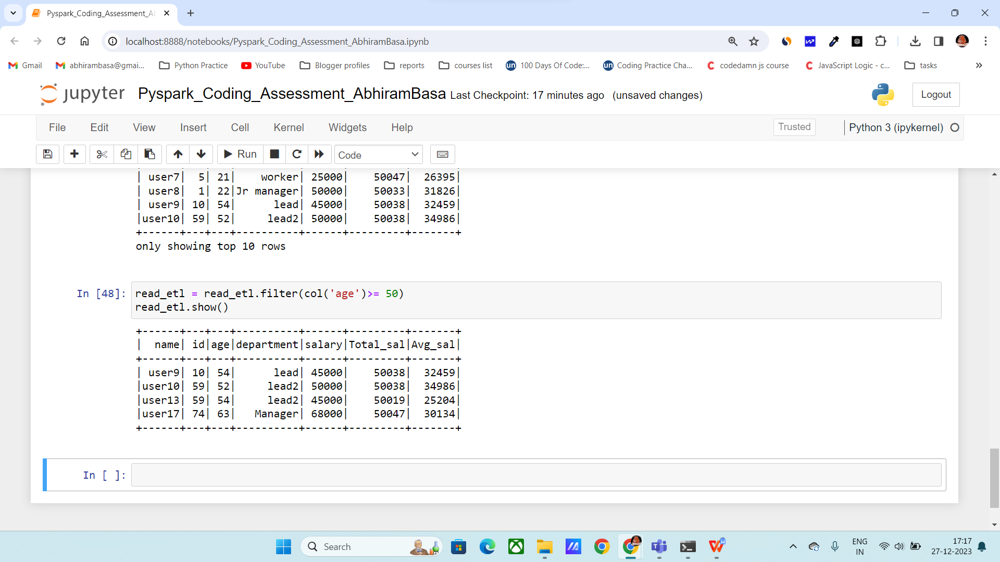 Pyspark_Coding_Assessment_Al
localhost:8888/notebooks/Pyspark_Coding_Assessment_AbhiramBasa.ipynb
Gmail abhirambasa@gmai... Python Practice YouTube Blogger profiles reports courses list un 100 Days Of Code:... un Coding Practice Cha... codedamn js course JavaScript Logic - c... tasks
jupyter Pyspark_Coding_Assessment_AbhiramBasa Last Checkpoint: 17 minutes ago (unsaved changes) Logout
File Edit View Insert Cell Kernel Widgets Help Trusted Python 3 (ipykernel)
Run Code
| user7| 5| 21| worker| 25000| 50047| 26395|
| user8| 1| 22|Jr manager| 50000| 50033| 31826|
| user9| 10| 54| lead| 45000| 50038| 32459|
|user10| 59| 52| lead2| 50000| 50038| 34986|
+------+---+---+----------+------+---------+-------+
only showing top 10 rows
In [48]: read_etl = read_etl.filter(col('age')>= 50)
read_etl.show()
+------+---+---+----------+------+---------+-------+
| name| id|age|department|salary|Total_sal|Avg_sal|
+------+---+---+----------+------+---------+-------+
| user9| 10| 54| lead| 45000| 50038| 32459|
|user10| 59| 52| lead2| 50000| 50038| 34986|
|user13| 59| 54| lead2| 45000| 50019| 25204|
|user17| 74| 63| Manager| 68000| 50047| 30134|
+------+---+---+----------+------+---------+-------+
In [ ]:
Search
ENG
IN
17:17
27-12-2023